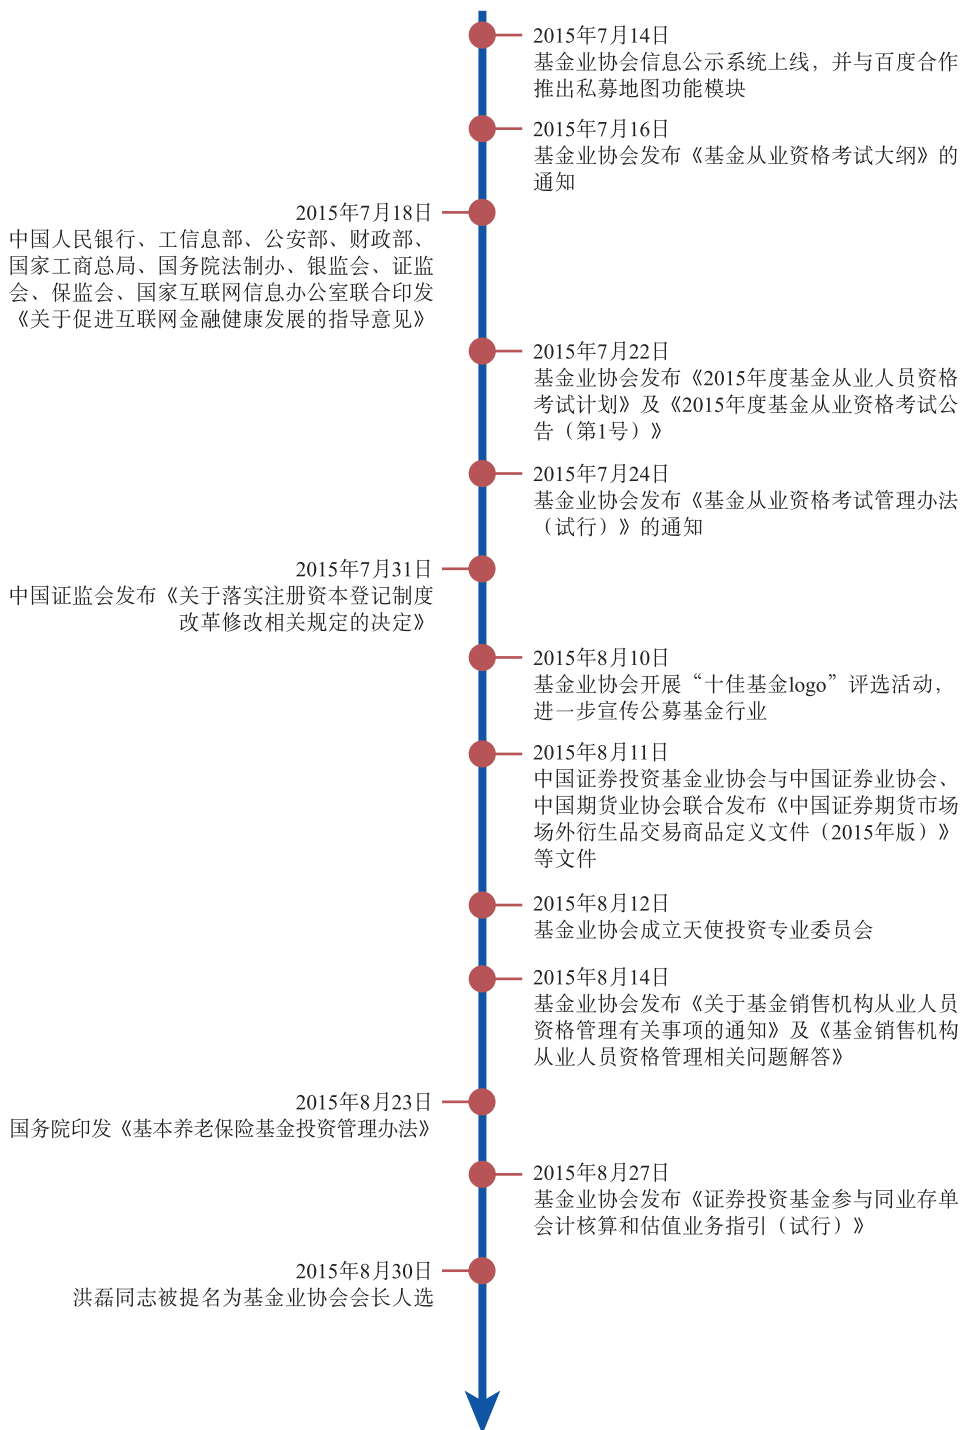 2015年7月14日
基金业协会信息公示系统上线，并与百度合作
推出私募地图功能模块
2015年7月16日
基金业协会发布《基金从业资格考试大纲》的
通知
2015年7月18日
中国人民银行、工信息部、公安部、财政部、
国家工商总局、国务院法制办、银监会、证监
会、保监会、国家互联网信息办公室联合印发
《关于促进互联网金融健康发展的指导意见》
2015年7月22日
基金业协会发布《2015年度基金从业人员资格
考试计划》及《2015年度基金从业资格考试公
告（第1号）》
2015年7月24日
基金业协会发布《基金从业资格考试管理办法
（试行）》的通知
2015年7月31日
中国证监会发布《关于落实注册资本登记制度
改革修改相关规定的决定》
2015年8月10日
基金业协会开展“十佳基金logo”评选活动，
进一步宣传公募基金行业
2015年8月11日
中国证券投资基金业协会与中国证券业协会、
中国期货业协会联合发布《中国证券期货市场
场外衍生品交易商品定义文件（2015年版）》
等文件
2015年8月12日
基金业协会成立天使投资专业委员会
2015年8月14日
基金业协会发布《关于基金销售机构从业人员
资格管理有关事项的通知》及《基金销售机构
从业人员资格管理相关问题解答》
2015年8月23日
国务院印发《基本养老保险基金投资管理办法》
2015年8月27日
基金业协会发布《证券投资基金参与同业存单
会计核算和估值业务指引（试行）》
2015年8月30日
洪磊同志被提名为基金业协会会长人选